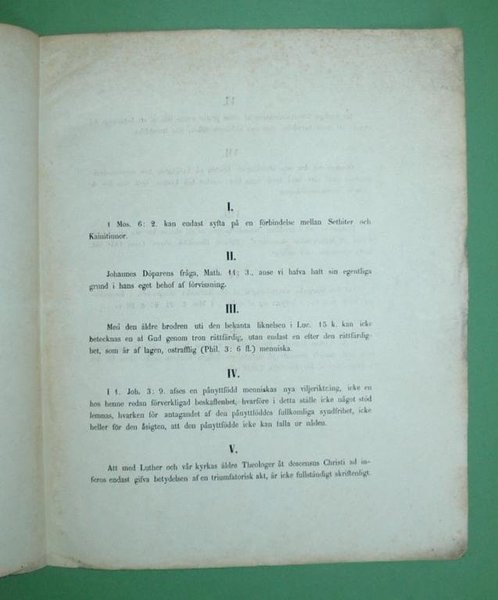 I.
1 Mos. 6: 2. kan endast syfta på en förbindelse mellan Sethiter och
Kainitinnor.
II.
Johannes Döparens fråga, Math. 11: 3., anse vi hafva haft sin egentliga
grund i hans eget behof af förvissning.
III.
Med den äldre brodren uti den bekanta liknelsen i Luc. 15 k. kan icke
betecknas en af Gud genom tron rättfärdig, utan endast en efter den rättfärdig-
het, som är af lagen, ostrafflig (Phil. 3: 6 ff.) menniska.
IV.
I 1. Joh. 3: 9. afses en pånyttfödd menniskas nya viljeriktning, icke en
hos henne redan förverkligad beskaffenhet, hvarföre i detta ställe icke något stöd
lemnas, hvarken för antagandet af den pånyttföddes fullkomliga syndfrihet, icke
heller för den åsigten, att den pånyttfödde icke kan falla ur nåden.
V.
Att med Luther och vår kyrkas äldre Theologer åt descensus Christi ad in-
feros endast gifva betydelsen af en triumfatorisk akt, är icke fullständigt skriftenligt.